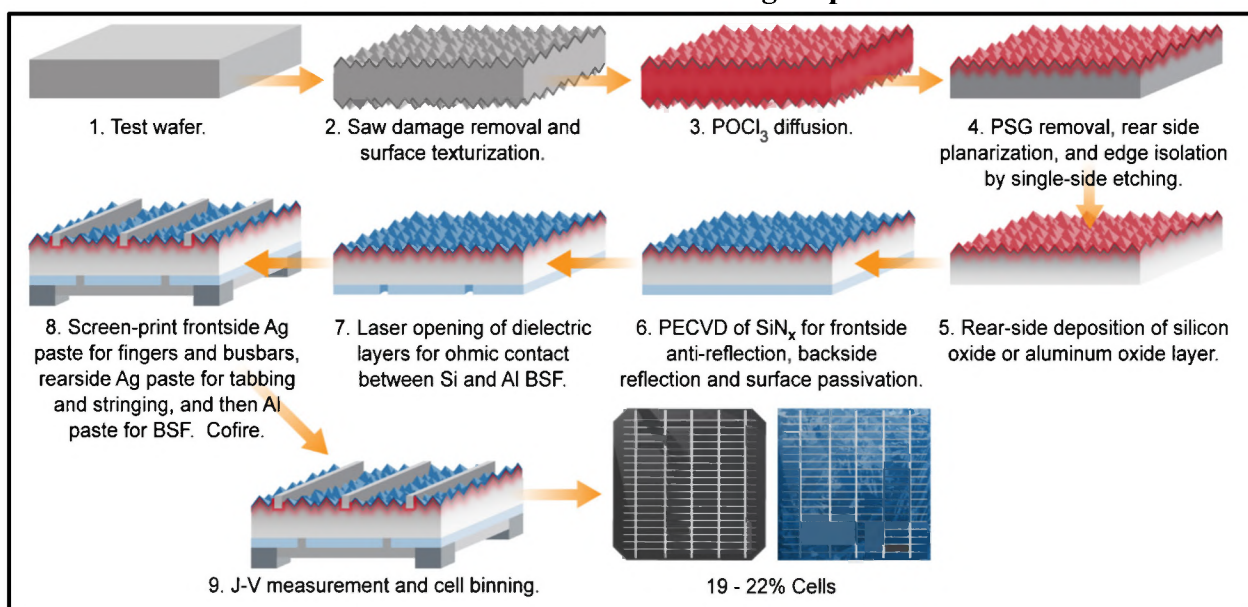 1. Test wafer.
2. Saw damage removal and
surface texturization.
3. POCl3 diffusion.
4. PSG removal, rear side
planarization, and edge isolation
by single-side etching.
5. Rear-side deposition of silicon
oxide or aluminum oxide layer.
6. PECVD of SiNx for frontside
anti-reflection, backside
reflection and surface passivation.
7. Laser opening of dielectric
layers for ohmic contact
between Si and Al BSF.
8. Screen-print frontside Ag
paste for fingers and busbars,
rearside Ag paste for tabbing
and stringing, and then Al
paste for BSF. Cofire.
9. J-V measurement and cell binning.
19 - 22% Cells